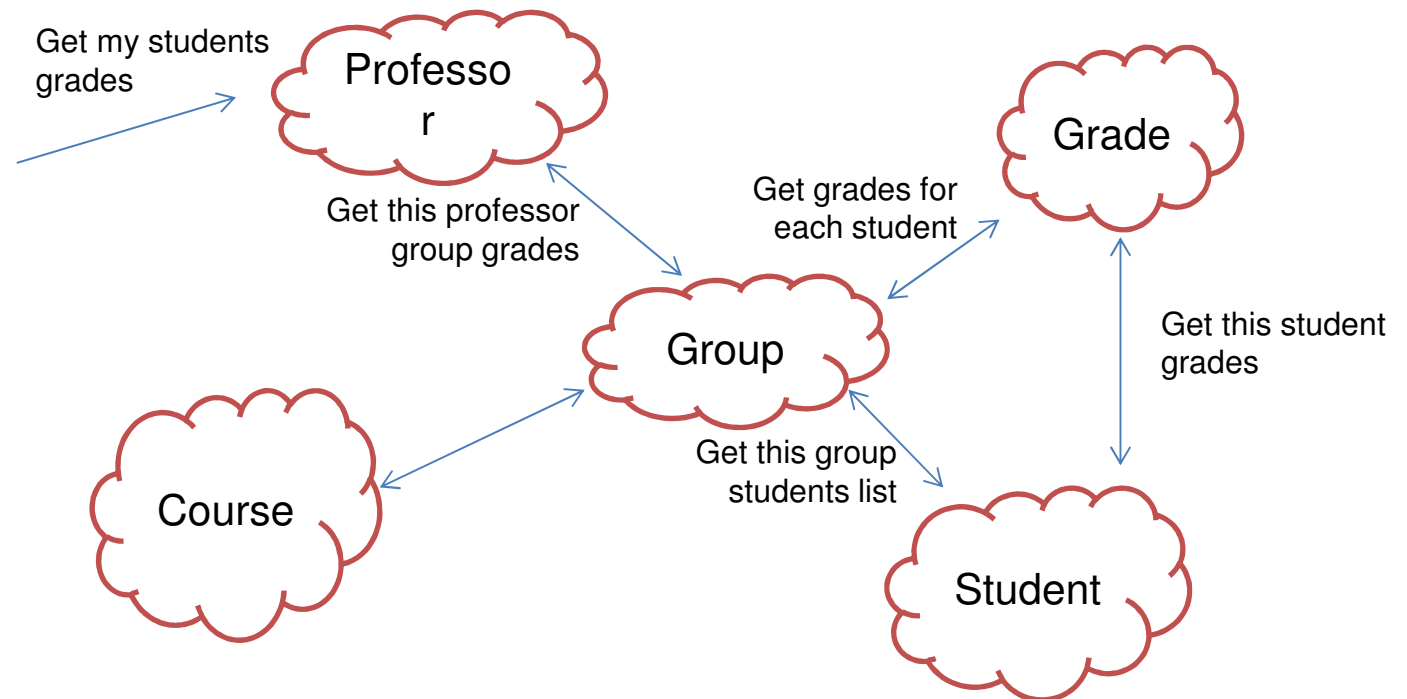 Get my students
grades
Professo
r
Grade
Get this professor
group grades
Get grades for
each student
Group
Get this student
grades
Get this group
students list
Course
Student